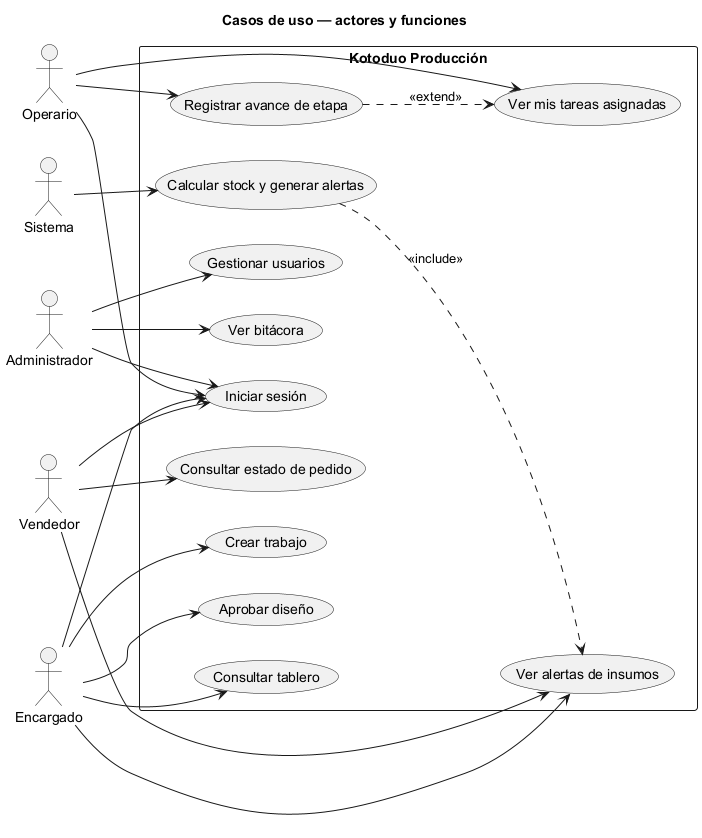 Casos de uso — actores y funciones
Kotoduo Producción
Operario
Registrar avance de etapa
«extend»
Ver mis tareas asignadas
Sistema
Calcular stock y generar alertas
Gestionar usuarios
«include»
Administrador
Ver bitácora
Iniciar sesión
Vendedor
Consultar estado de pedido
Crear trabajo
Aprobar diseño
Encargado
Consultar tablero
Ver alertas de insumos